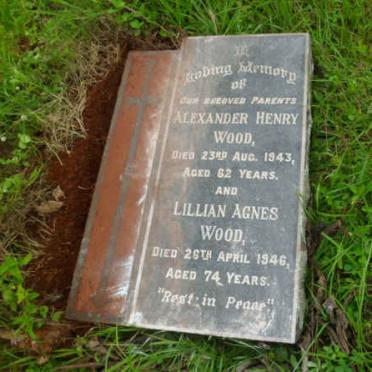 In
Loving Memory
of
Our Beloved Parents
Alexander Henry
Wood,
Died 23rd Aug. 1943,
Aged 62 Years.
and
Lillian Agnes
Wood,
Died 26th April 1946,
Aged 74 Years.
"Rest in Peace"